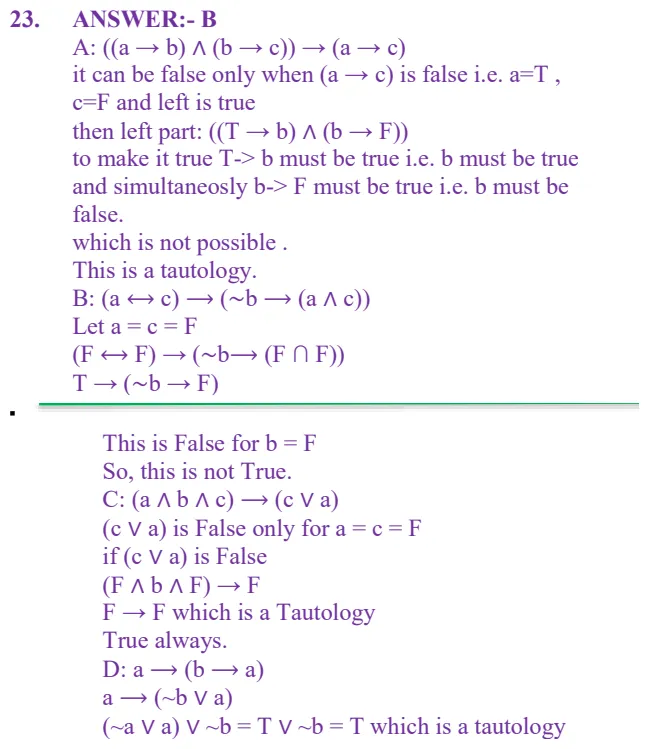 23. ANSWER:- B
A: ((a → b) ∧ (b → c)) → (a → c)
it can be false only when (a → c) is false i.e. a=T ,
c=F and left is true
then left part: ((T → b) ∧ (b → F))
to make it true T-> b must be true i.e. b must be true
and simultaneosly b-> F must be true i.e. b must be
false.
which is not possible .
This is a tautology.
B: (a ↔ c) ⟶ (~b ⟶ (a ∧ c))
Let a = c = F
(F ↔ F) → (~b⟶ (F ∩ F))
T → (~b → F)
This is False for b = F
So, this is not True.
C: (a ∧ b ∧ c) ⟶ (c ∨ a)
(c ∨ a) is False only for a = c = F
if (c ∨ a) is False
(F ∧ b ∧ F) → F
F → F which is a Tautology
True always.
D: a ⟶ (b ⟶ a)
a ⟶ (~b ∨ a)
(~a ∨ a) ∨ ~b = T ∨ ~b = T which is a tautology